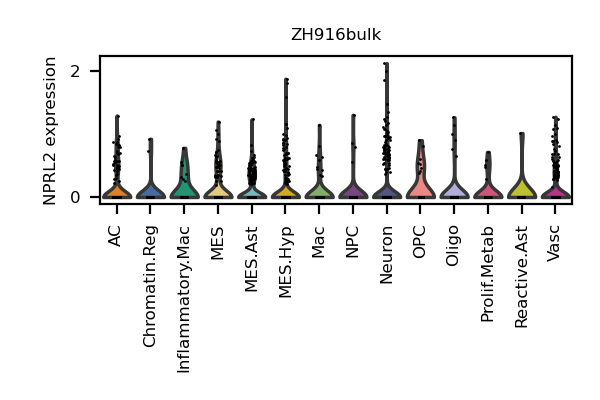 ZH916bulk
NPRL2 expression
2
0
AC
Chromatin.Reg
Inflammatory.Mac
MES
MES.Ast
MES.Hyp
Mac
NPC
Neuron
OPC
Oligo
Prolif.Metab
Reactive.Ast
Vasc